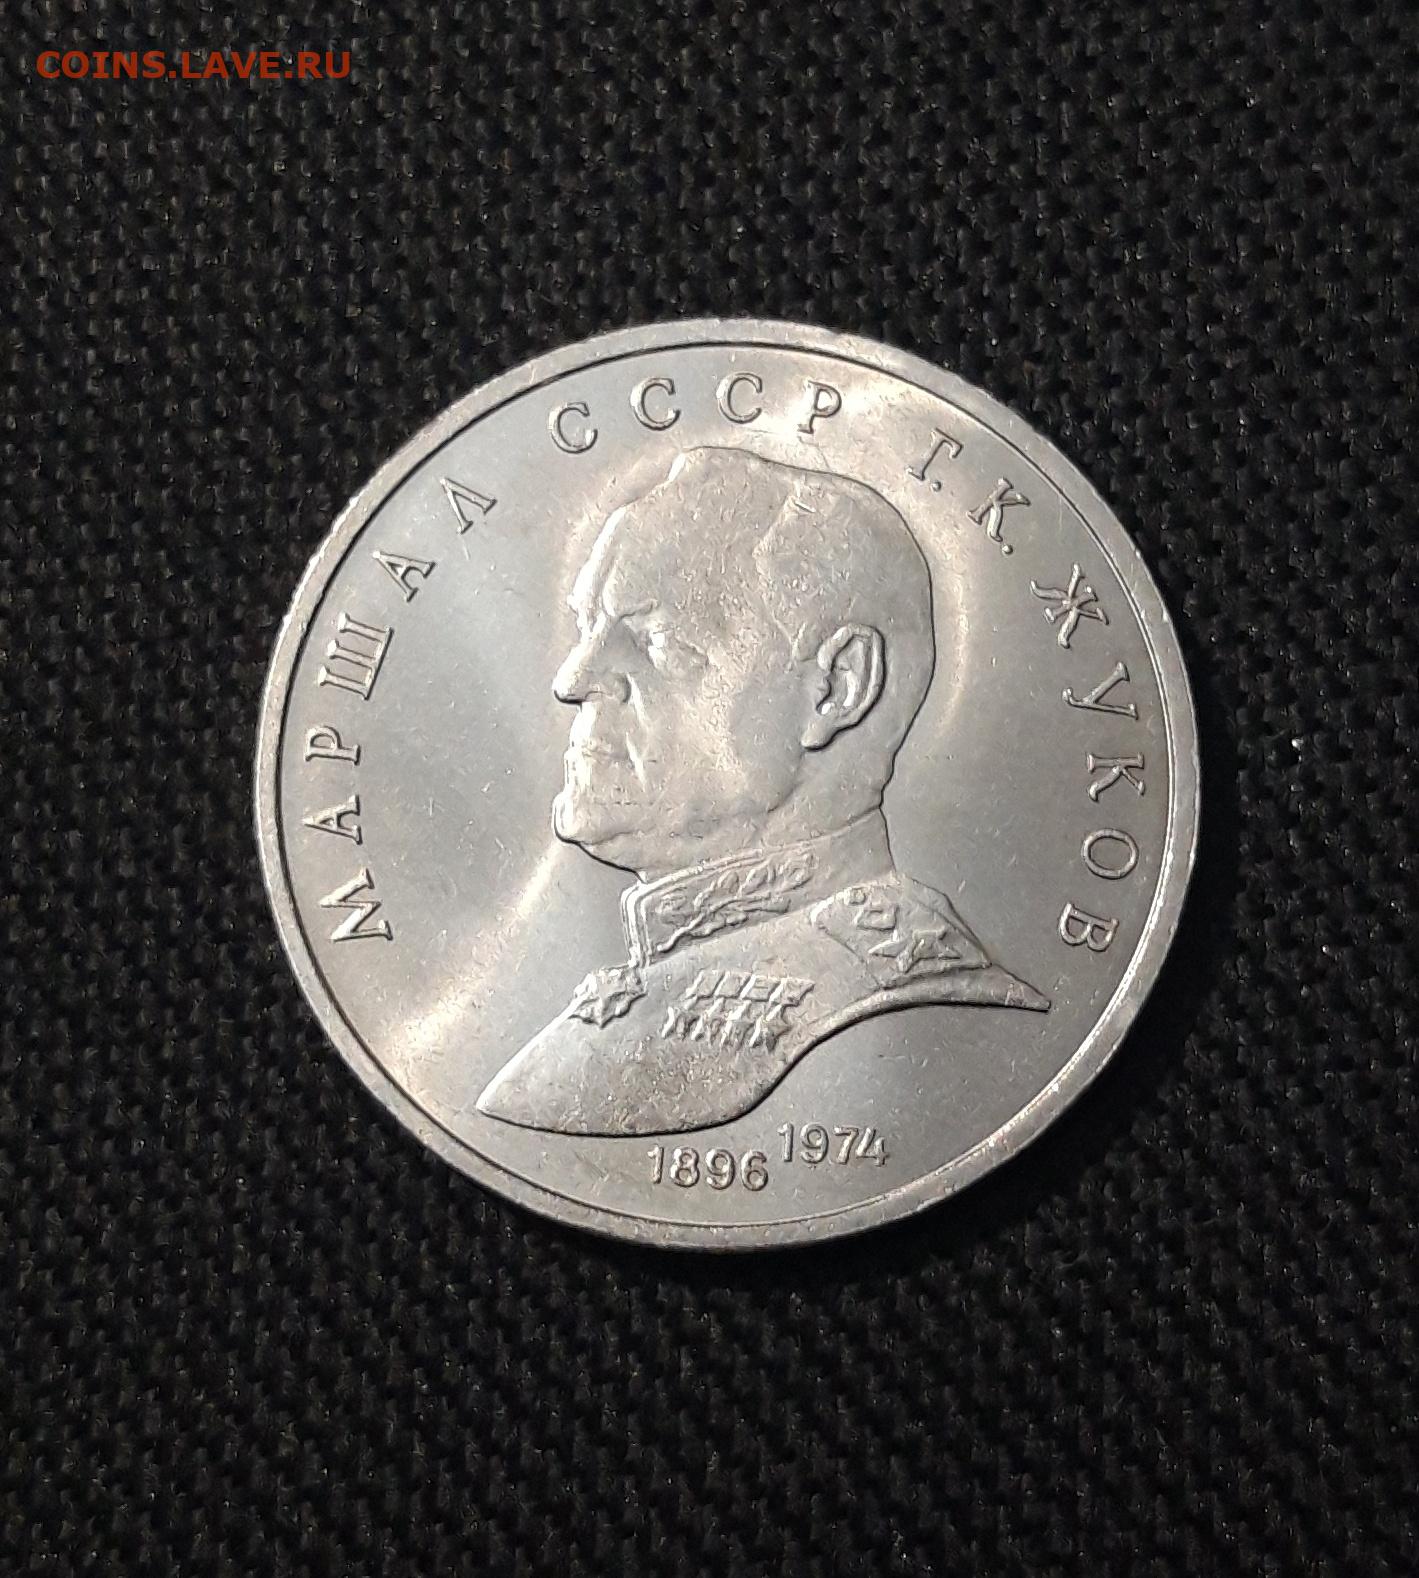 COINS.LAVE.RU
МАРШАЛ СССР Г.К.ЖУКОВ
1896 1974